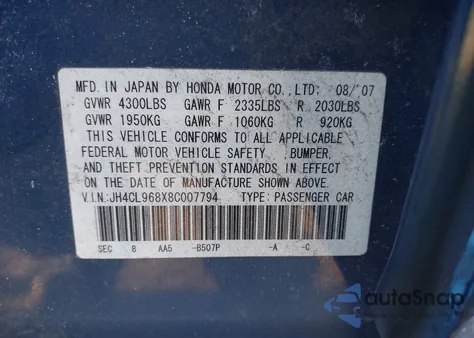 MFD. IN JAPAN BY HONDA MOTOR CO., LTD: 08/'07
GVWR 4300LBS GAWR F 2335LBS R 2030LBS
GVWR 1950KG GAWR F 1060KG R 920KG
THIS VEHICLE CONFORMS TO ALL APPLICABLE
FEDERAL MOTOR VEHICLE SAFETY , BUMPER,
AND THEFT PREVENTION STANDARDS IN EFFECT
ON THE DATE OF MANUFACTURE SHOWN ABOVE.
V.I.N:JH4CL968X8C007794 TYPE: PASSENGER CAR
SEC 8 AA5 -B507P -A -C
autoSnap